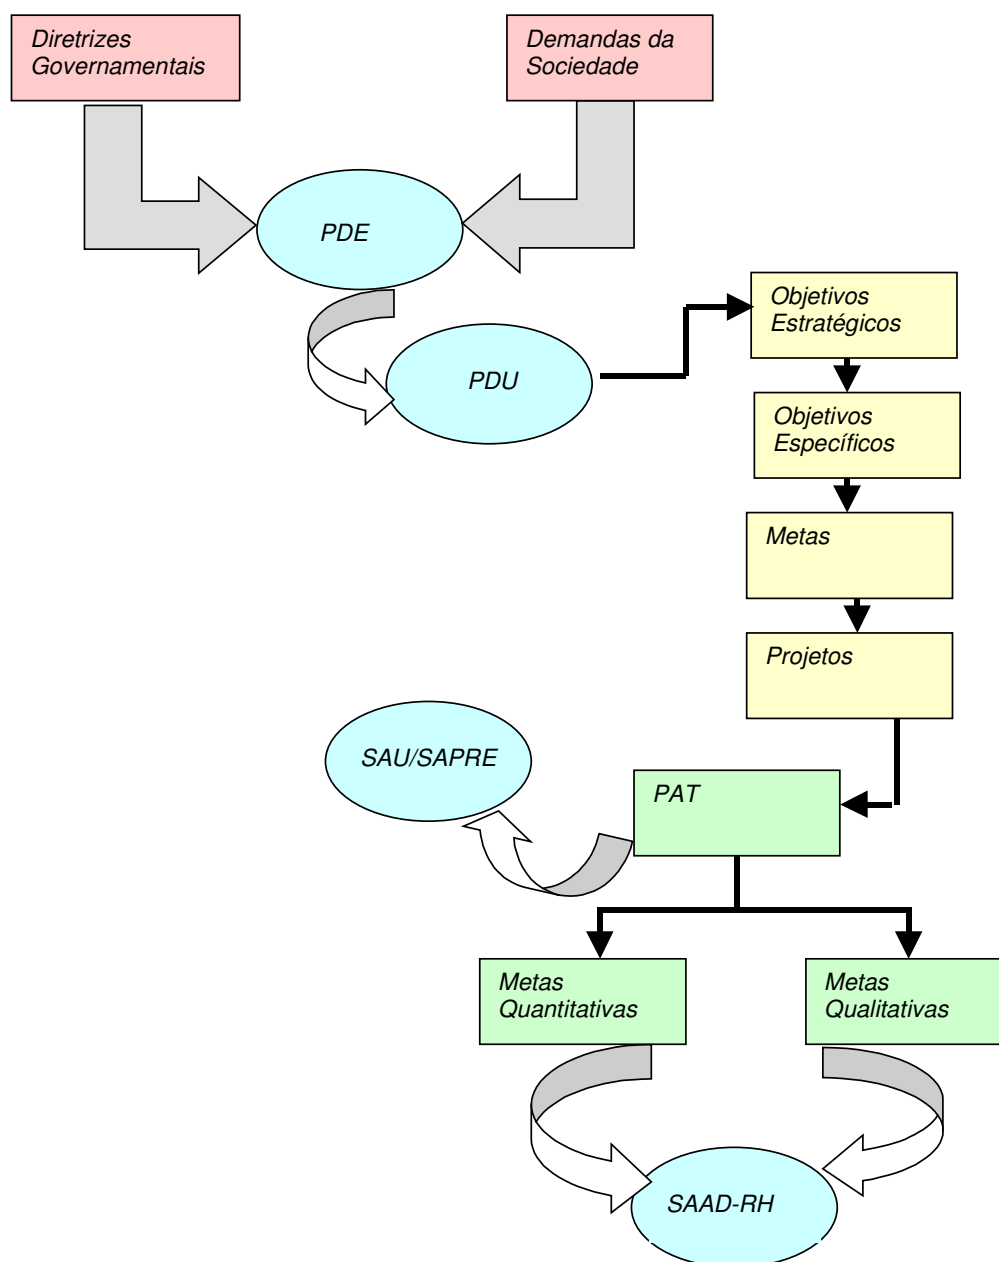 Diretrizes
Governamentais
Demandas da
Sociedade
PDE
PDU
Objetivos
Estratégicos
Objetivos
Específicos
Metas
Projetos
SAU/SAPRE
PAT
Metas
Quantitativas
Metas
Qualitativas
SAAD-RH